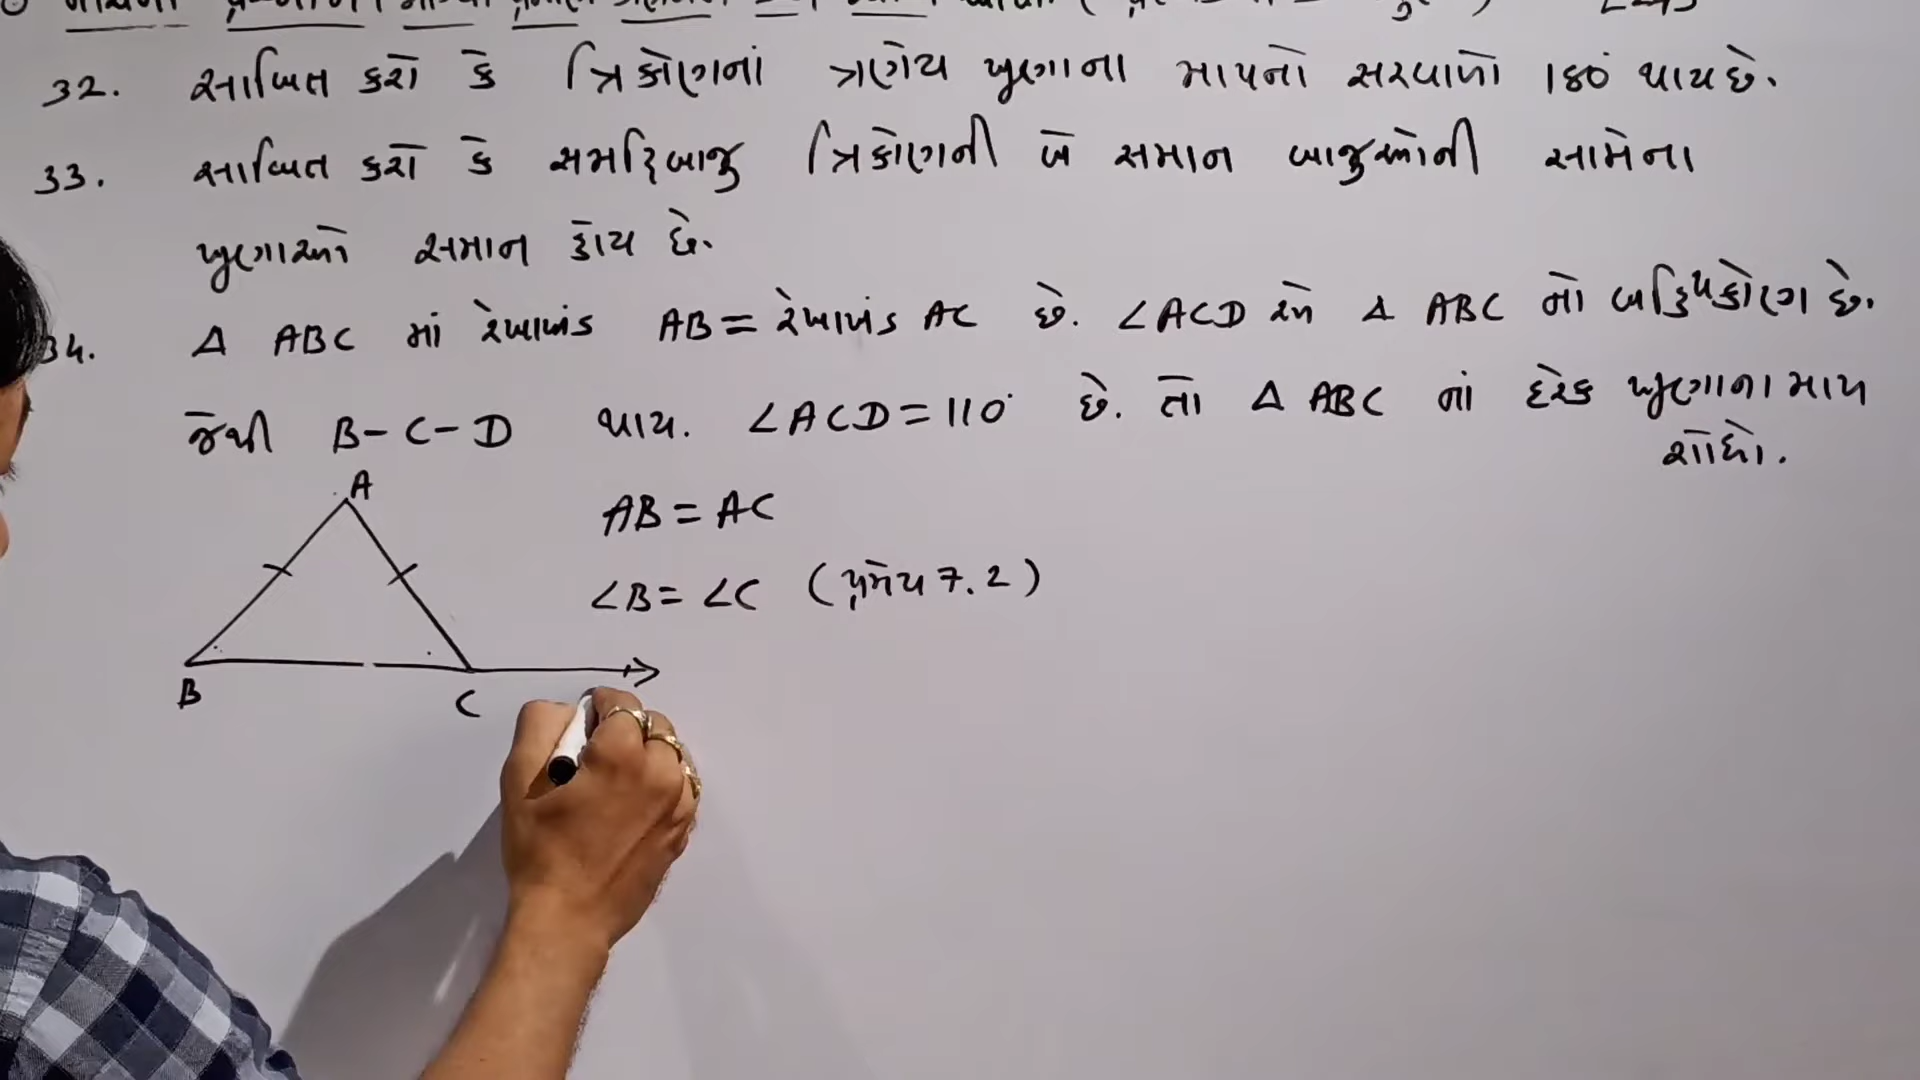 32. સાબિત કરો કે ત્રિકોણનાં ત્રણેય ખુણાના માપનો સરવાળો 180° થાય છે.
33. સાબિત કરો કે સમદ્વિબાજુ ત્રિકોણની બે સમાન બાજુઓની સામેના
ખુણાઓ સમાન હોય છે.
34. Δ ABC માં રેખાખંડ AB = રેખાખંડ AC છે. ∠ACD એ Δ ABC નો બહિષ્કોણ છે.
જેથી B-C-D થાય. ∠ACD = 110° છે. તો Δ ABC નાં દરેક ખુણાના માપ
શોધો.
A
AB = AC
∠B = ∠C (પ્રમેય 7.2)
B C